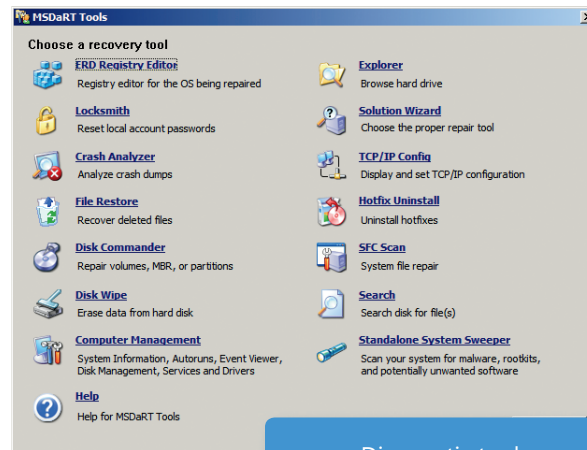 MSDaRT Tools
Choose a recovery tool
ERD Registry Editor
Registry editor for the OS being repaired
Locksmith
Reset local account passwords
Crash Analyzer
Analyze crash dumps
File Restore
Recover deleted files
Disk Commander
Repair volumes, MBR, or partitions
Disk Wipe
Erase data from hard disk
Computer Management
System Information, Autoruns, Event Viewer,
Disk Management, Services and Drivers
Help
Help for MSDaRT Tools
Explorer
Browse hard drive
Solution Wizard
Choose the proper repair tool
TCP/IP Config
Display and set TCP/IP configuration
Hotfix Uninstall
Uninstall hotfixes
SFC Scan
System file repair
Search
Search disk for file(s)
Standalone System Sweeper
Scan your system for malware, rootkits,
and potentially unwanted software